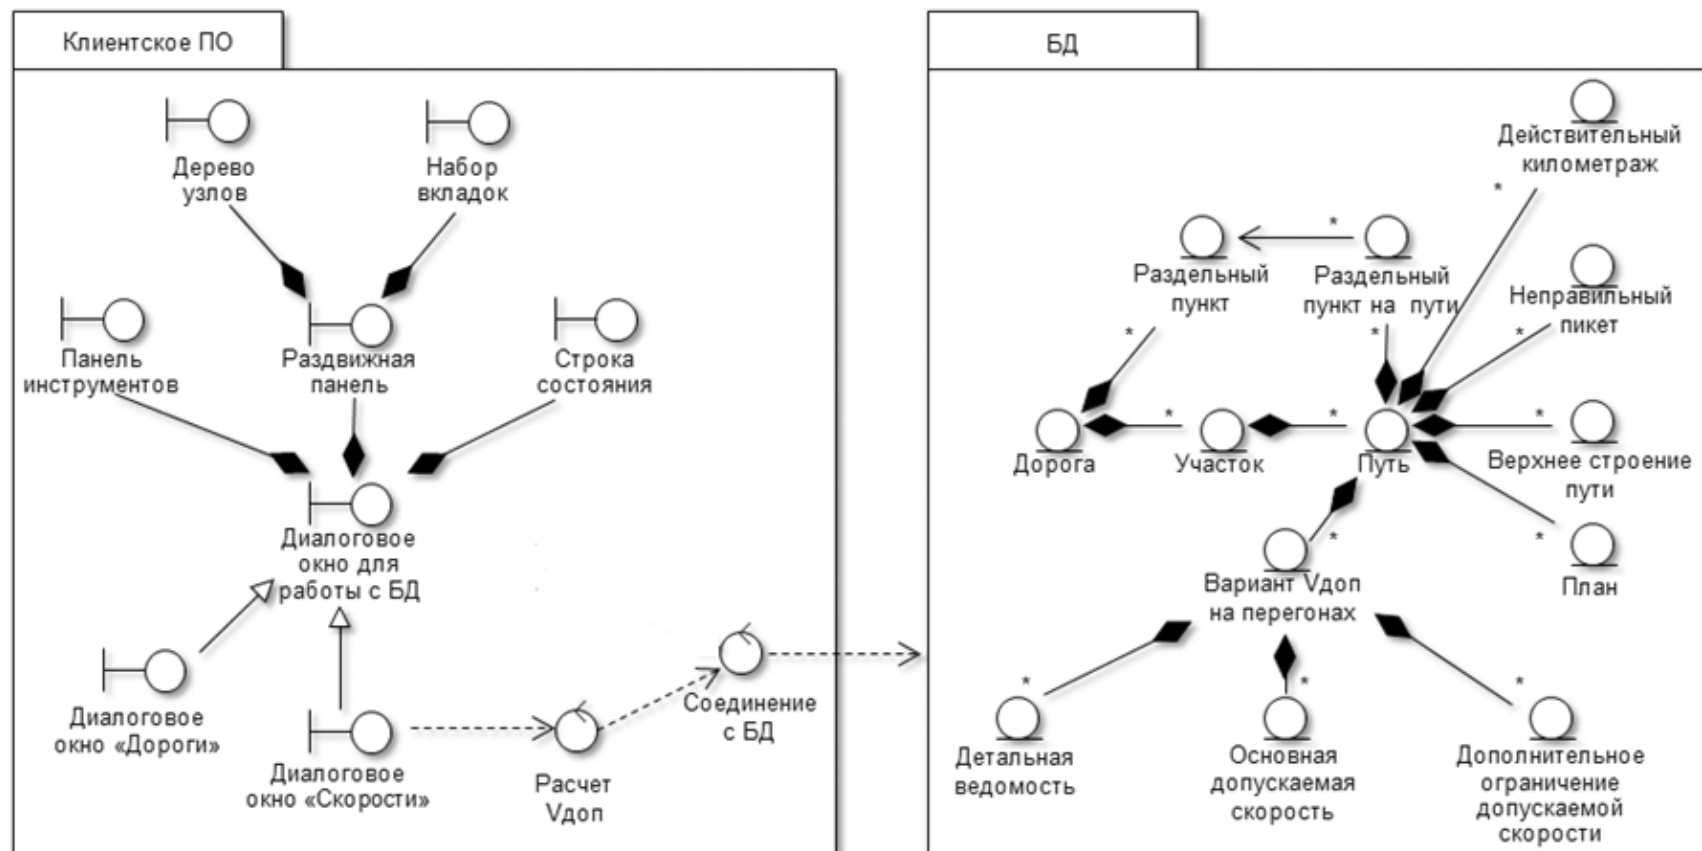 Клиентское ПО
Дерево
узлов
Набор
вкладок
Панель
инструментов
Раздвижная
панель
Строка
состояния
Диалоговое
окно для
работы с БД
Диалоговое
окно «Дороги»
Диалоговое
окно «Скорости»
Расчет
Vдоп
Соединение
с БД
БД
Действительный
километраж
*
Раздельный
пункт
*
Раздельный
пункт на пути
Неправильный
пикет
*
*
*
Дорога
*
Участок
*
Путь
*
Верхнее строение
пути
*
План
*
Вариант Vдоп
на перегонах
*
Детальная
ведомость
*
Основная
допускаемая
скорость
*
Дополнительное
ограничение
допускаемой
скорости